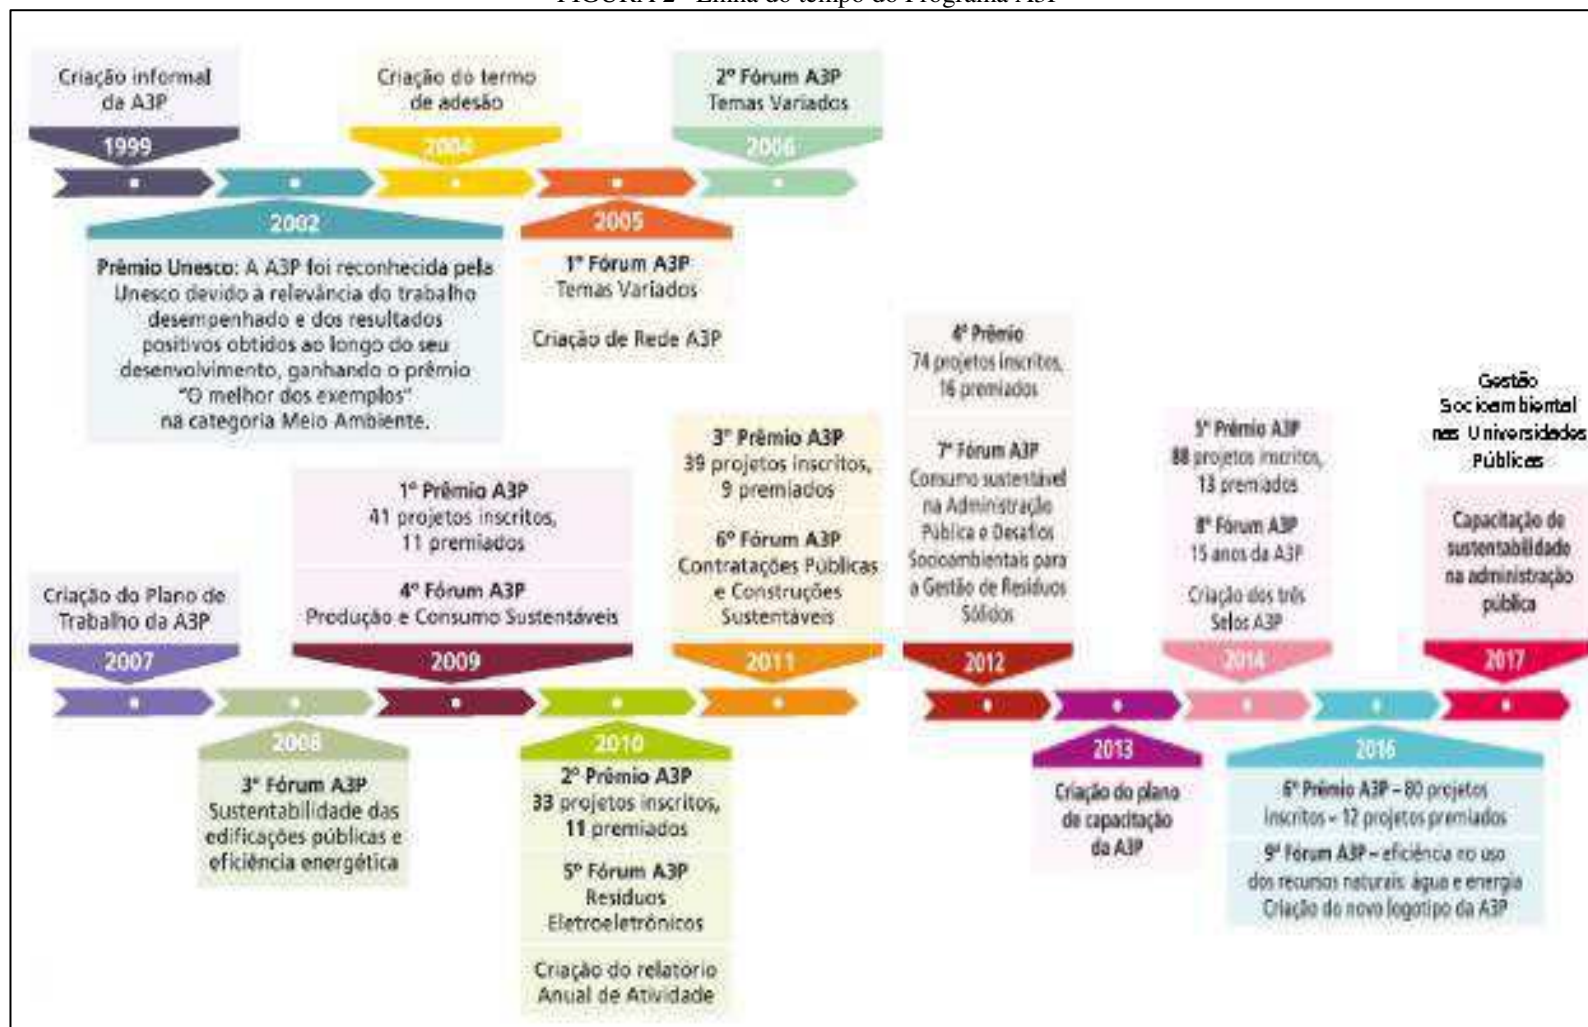 FIGURA 2 - Linha do tempo do Programa A3P
Criação informal
da A3P
1999
Criação do termo
de adesão
2004
2º Fórum A3P
Temas Variados
2006
2002
Prêmio Unesco: A A3P foi reconhecida pela
Unesco devido à relevância do trabalho
desempenhado e dos resultados
positivos obtidos ao longo do seu
desenvolvimento, ganhando o prêmio
"O melhor dos exemplos"
na categoria Meio Ambiente.
2005
1º Fórum A3P
Temas Variados
Criação de Rede A3P
Criação do Plano de
Trabalho da A3P
2007
1º Prêmio A3P
41 projetos inscritos,
11 premiados
4º Fórum A3P
Produção e Consumo Sustentáveis
2009
3º Prêmio A3P
39 projetos inscritos,
9 premiados
6º Fórum A3P
Contratações Públicas
e Construções
Sustentáveis
2011
2008
3º Fórum A3P
Sustentabilidade das
edificações públicas e
eficiência energética
2010
2º Prêmio A3P
33 projetos inscritos,
11 premiados
5º Fórum A3P
Resíduos
Eletroeletrônicos
Criação do relatório
Anual de Atividade
4º Prêmio
74 projetos inscritos,
16 premiados
7º Fórum A3P
Consumo sustentável
na Administração
Pública e Desafios
Socioambientais para
a Gestão de Resíduos
Sólidos
2012
5º Prêmio A3P
88 projetos inscritos,
13 premiados
8º Fórum A3P
15 anos da A3P
Criação dos três
Selos A3P
2014
Gestão
Socioambiental
nas Universidades
Públicas
Capacitação de
sustentabilidade
na administração
pública
2017
2013
Criação do plano
de capacitação
da A3P
2016
6º Prêmio A3P – 80 projetos
inscritos – 12 projetos premiados
9º Fórum A3P – eficiência no uso
dos recursos naturais: água e energia
Criação do novo logotipo da A3P